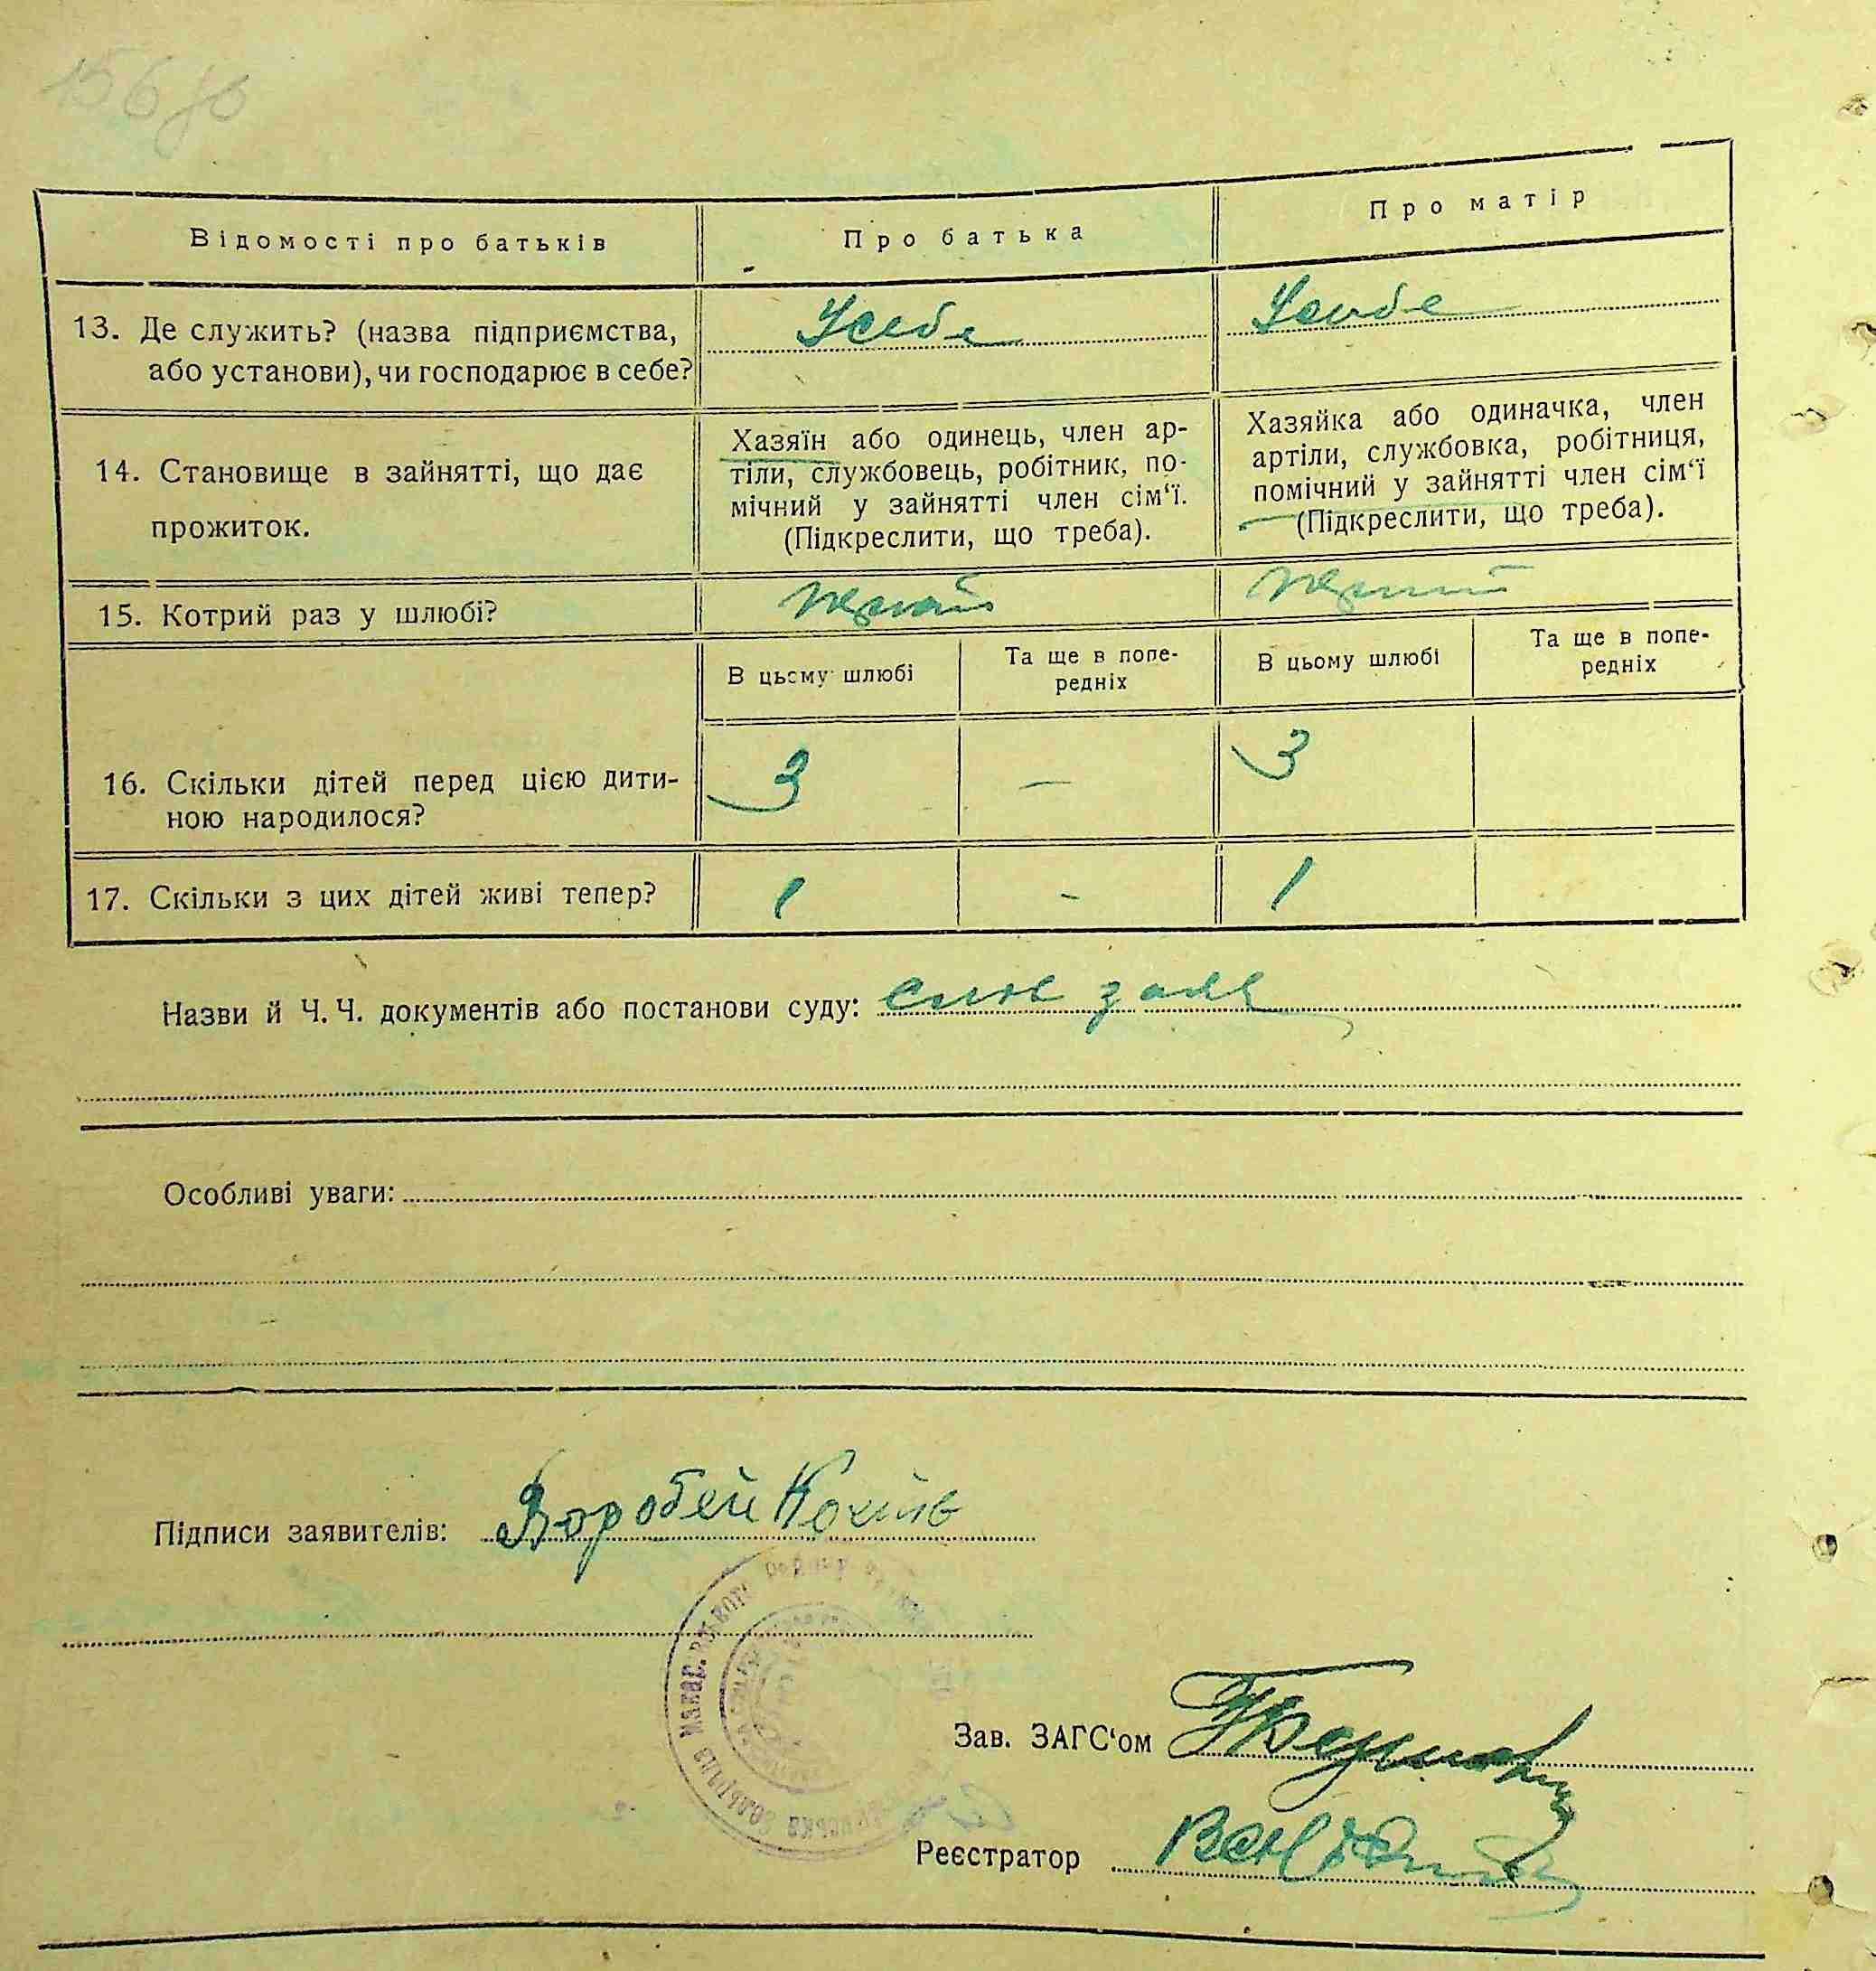 156зв
Відомості про батьків
Про батька
Про матір
13. Де служить? (назва підприємства,
або установи), чи господарює в себе?
Усебе
Усебе
14. Становище в зайнятті, що дає
прожиток.
Хазяїн або одинець, член ар-
тіли, службовець, робітник, по-
мічний у зайнятті член сім'ї.
(Підкреслити, що треба).
Хазяйка або одиначка, член
артіли, службовка, робітниця,
помічний у зайнятті член сім'ї
(Підкреслити, що треба).
15. Котрий раз у шлюбі?
В цьому шлюбі
Та ще в попе-
редніх
В цьому шлюбі
Та ще в попе-
редніх
16. Скільки дітей перед цією дити-
ною народилося?
3
—
3
17. Скільки з цих дітей живі тепер?
1
-
1
Назви й Ч. Ч. документів або постанови суду:
Особливі уваги:
Підписи заявителів: Воробей
Зав. ЗАГС'ом
Реєстратор